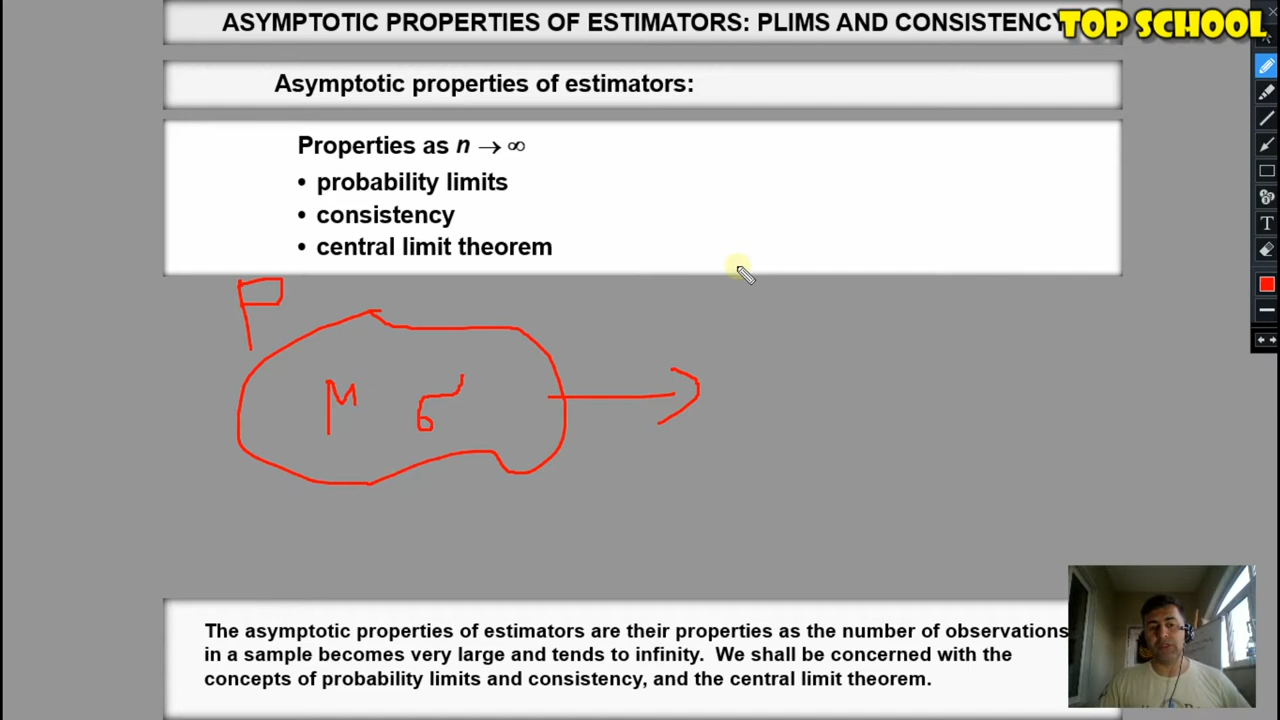 ASYMPTOTIC PROPERTIES OF ESTIMATORS: PLIMS AND CONSISTENCY
TOP SCHOOL
Asymptotic properties of estimators:
Properties as n → ∞
• probability limits
• consistency
• central limit theorem
P
M σ
The asymptotic properties of estimators are their properties as the number of observations
in a sample becomes very large and tends to infinity. We shall be concerned with the
concepts of probability limits and consistency, and the central limit theorem.
T